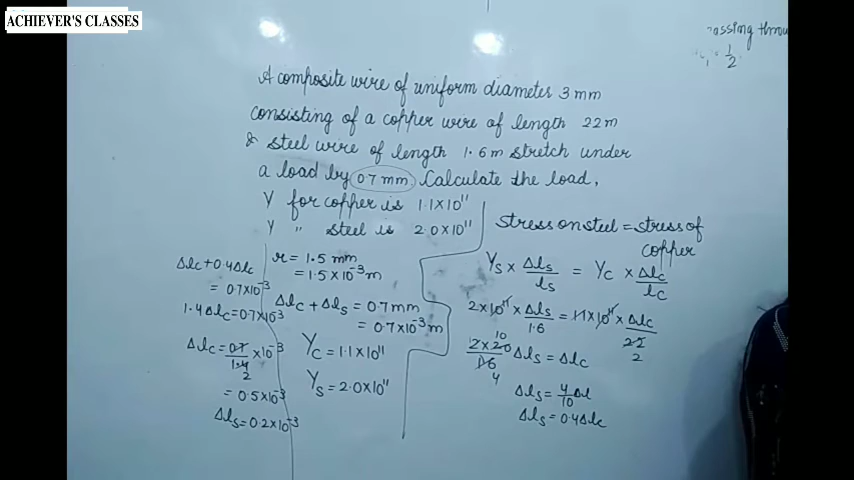 ACHIEVER'S CLASSES
passing throu
1/2
A composite wire of uniform diameter 3 mm
consisting of a copper wire of length 22 m
& steel wire of length 1.6 m stretch under
a load by 0.7 mm. Calculate the load,
Y for copper is 1.1×10¹¹
Y " steel is 2.0×10¹¹
r = 1.5 mm
= 1.5×10⁻³ m
Δlc + Δls = 0.7 mm
= 0.7×10⁻³ m
Yc = 1.1×10¹¹
Ys = 2.0×10¹¹
Stress on steel = stress of
copper
Ys × Δls/ls = Yc × Δlc/lc
2×10¹¹ × Δls/1.6 = 1.1×10¹¹ × Δlc/22
2
10
2×20/16 Δls = Δlc
4
Δls = 4/10 Δl
Δls = 0.4Δlc
Δlc + 0.4Δlc
= 0.7×10⁻³
1.4Δlc = 0.7×10⁻³
Δlc = 0.7/1.4 × 10⁻³
2
= 0.5×10⁻³
Δls = 0.2×10⁻³